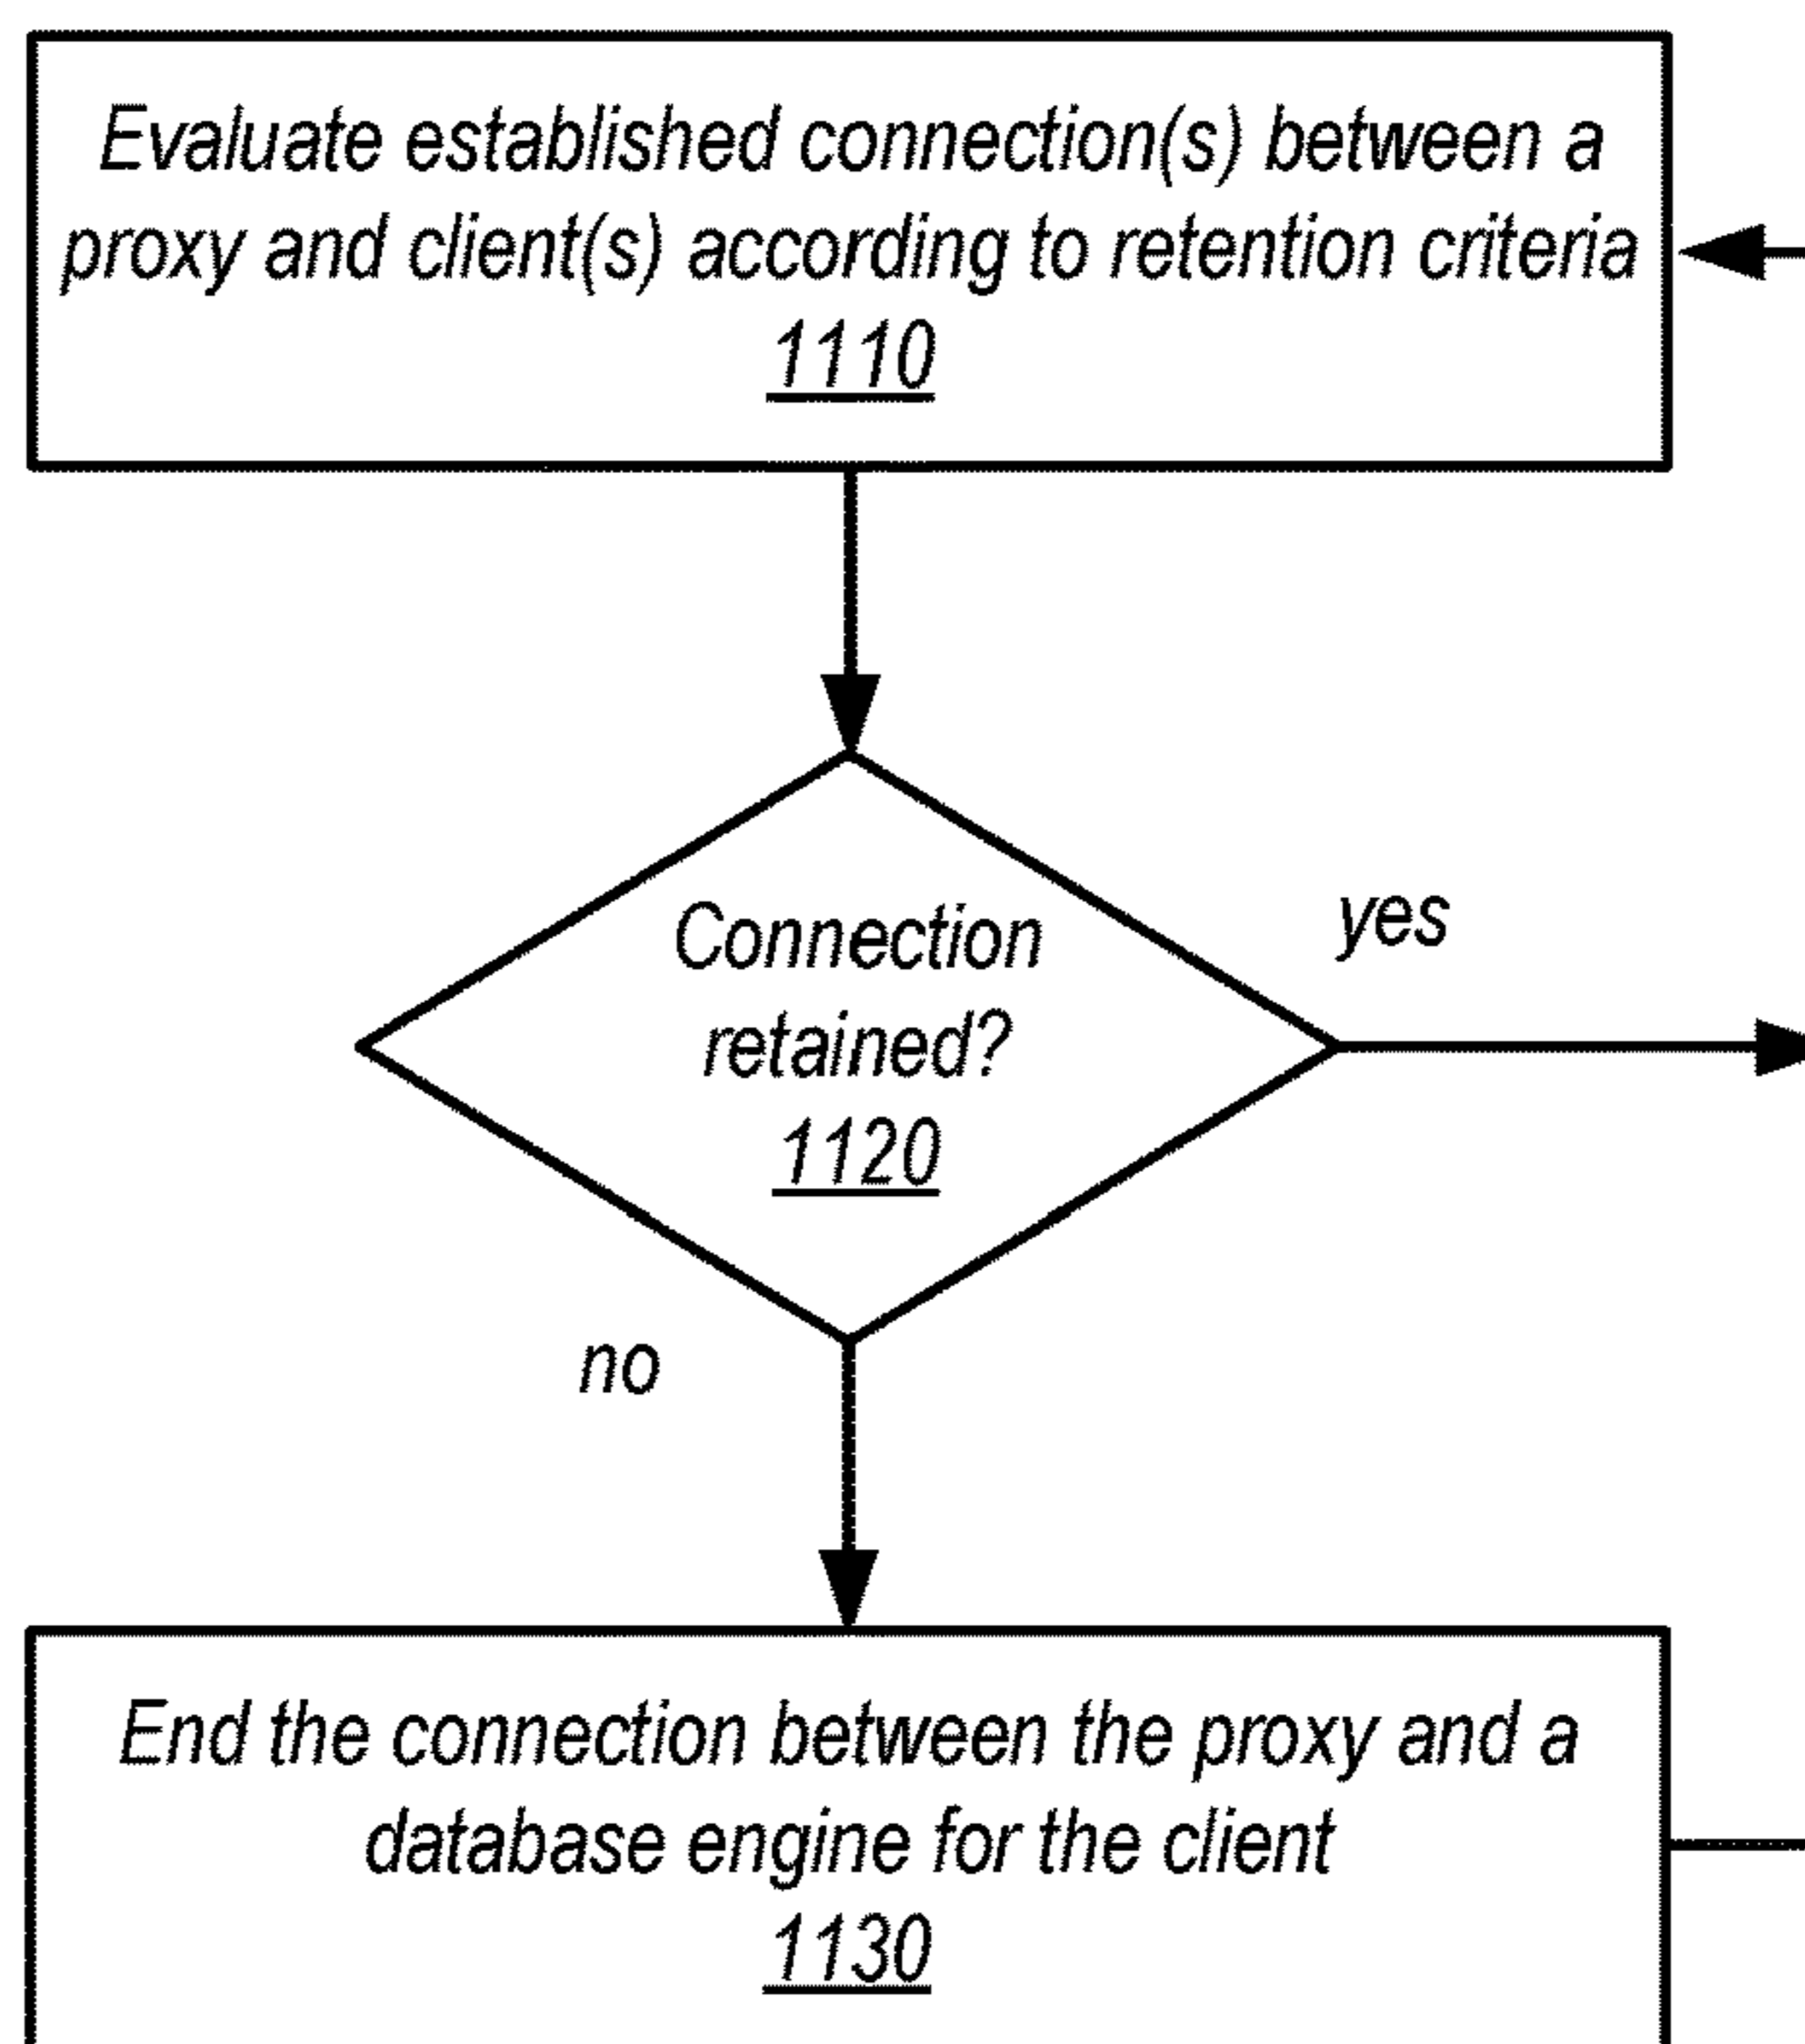 Evaluate established connection(s) between a
proxy and client(s) according to retention criteria
1110
Connection
retained?
1120
yes
no
End the connection between the proxy and a
database engine for the client
1130